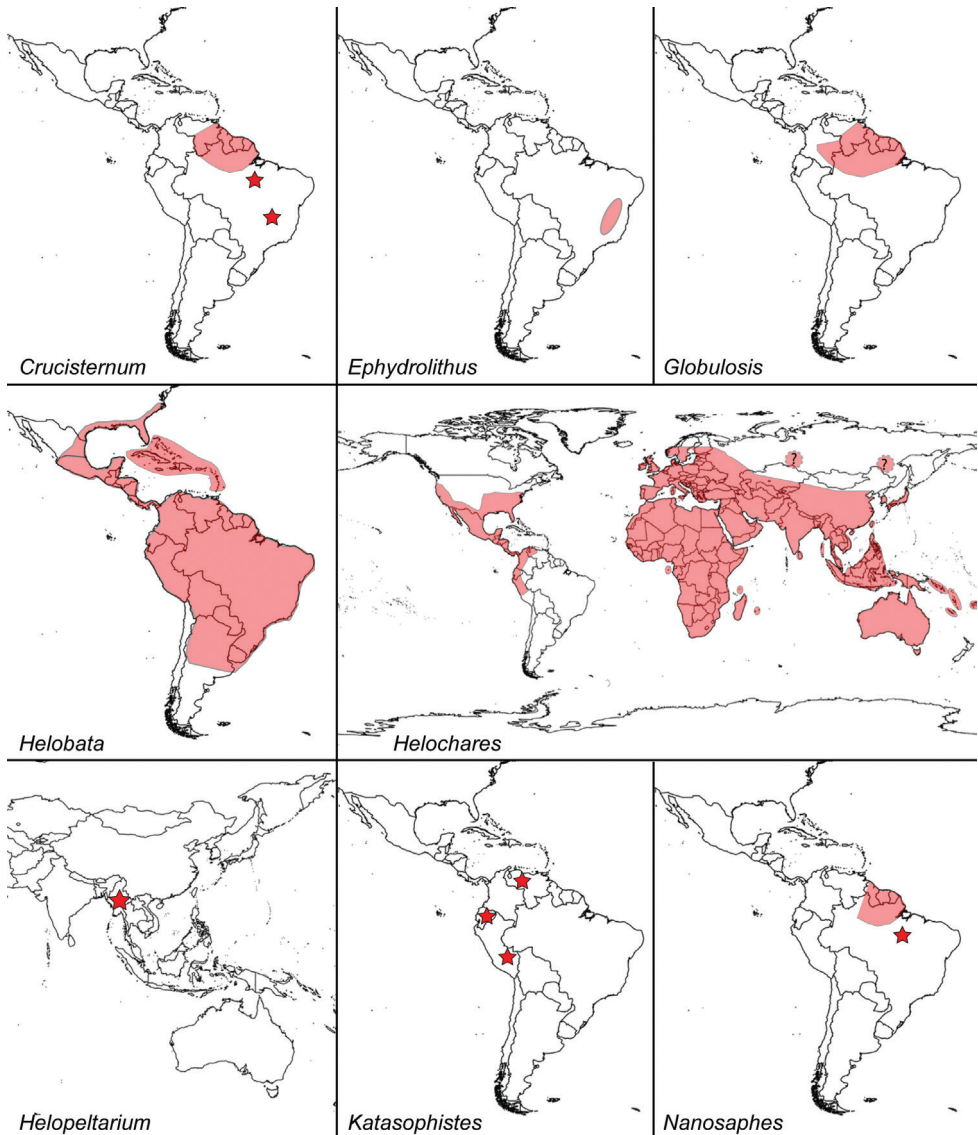 Crucisternum
Ephydrolithus
Globulosis
? ?
Helobata
Helochares
Helopeltarium
Katasophistes
Nanosaphes